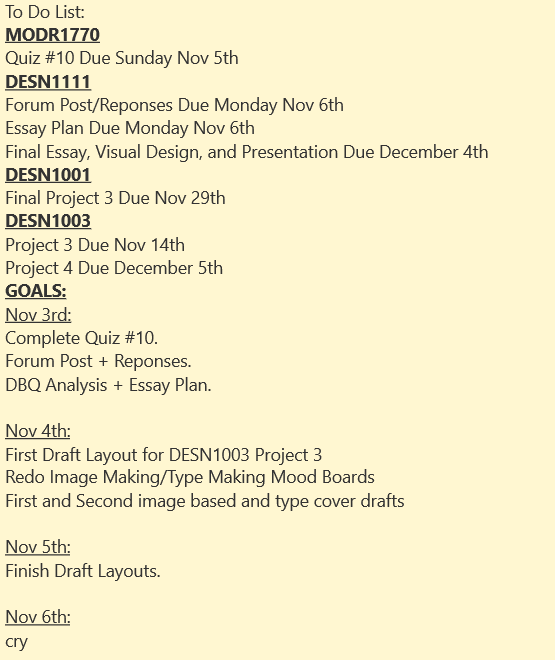 To Do List:
MODR1770
Quiz #10 Due Sunday Nov 5th
DESN1111
Forum Post/Reponses Due Monday Nov 6th
Essay Plan Due Monday Nov 6th
Final Essay, Visual Design, and Presentation Due December 4th
DESN1001
Final Project 3 Due Nov 29th
DESN1003
Project 3 Due Nov 14th
Project 4 Due December 5th
GOALS:
Nov 3rd:
Complete Quiz #10.
Forum Post + Reponses.
DBQ Analysis + Essay Plan.
Nov 4th:
First Draft Layout for DESN1003 Project 3
Redo Image Making/Type Making Mood Boards
First and Second image based and type cover drafts
Nov 5th:
Finish Draft Layouts.
Nov 6th:
cry